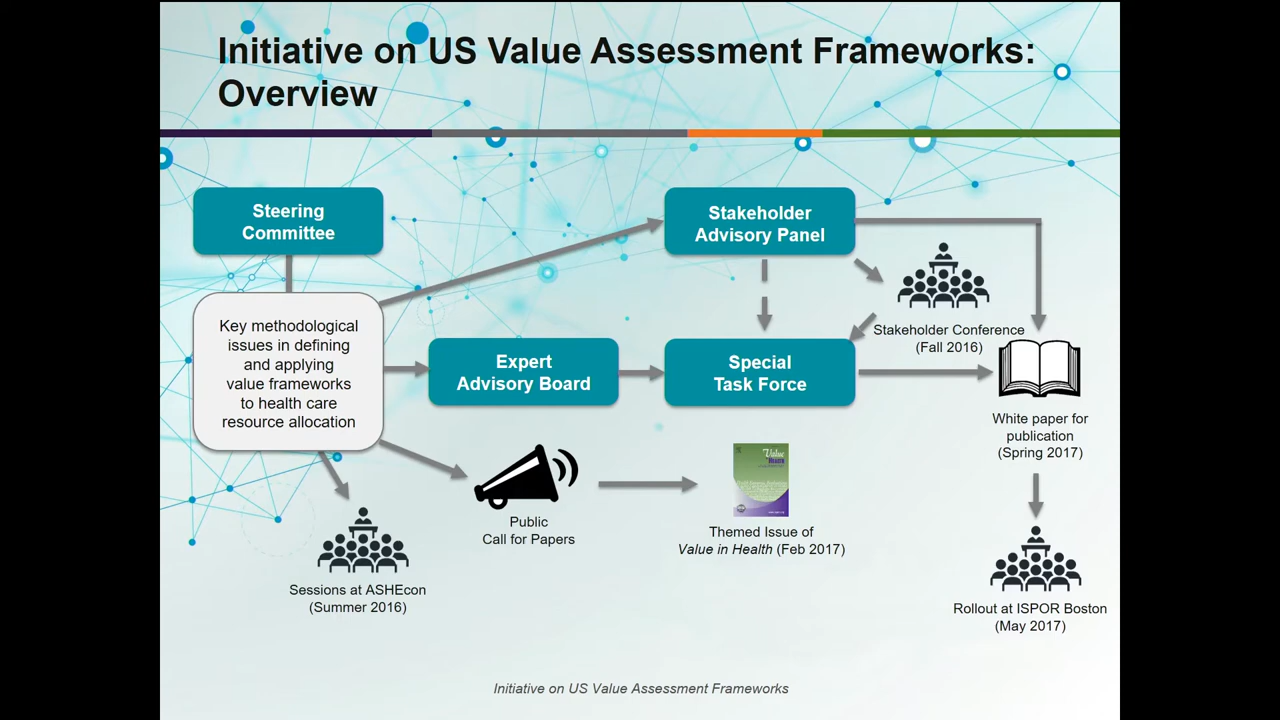 Initiative on US Value Assessment Frameworks:
Overview
Steering
Committee
Stakeholder
Advisory Panel
Key methodological
issues in defining
and applying
value frameworks
to health care
resource allocation
Expert
Advisory Board
Special
Task Force
Stakeholder Conference
(Fall 2016)
White paper for
publication
(Spring 2017)
Public
Call for Papers
Value
Themed Issue of
Value in Health (Feb 2017)
Sessions at ASHEcon
(Summer 2016)
Rollout at ISPOR Boston
(May 2017)
Initiative on US Value Assessment Frameworks